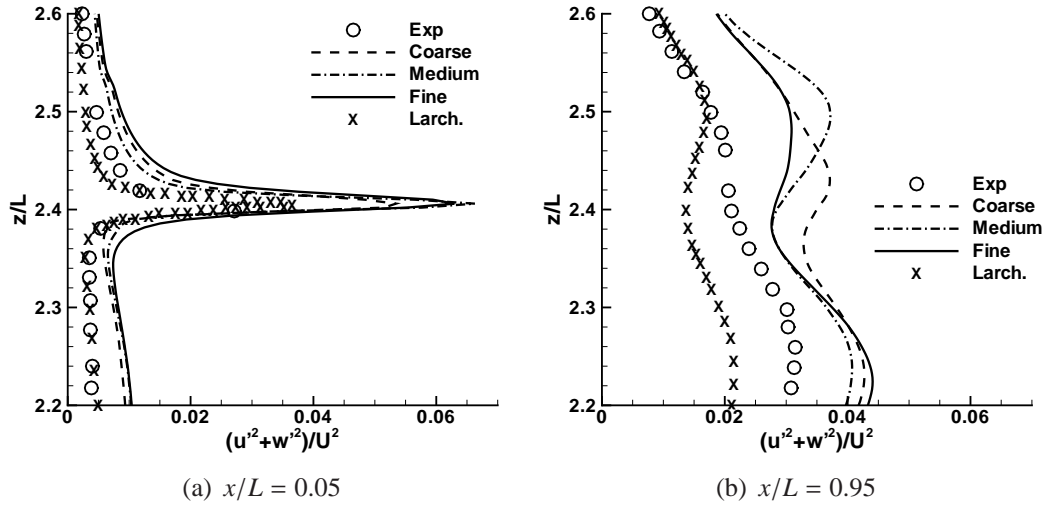 2.6
2.5
2.4
2.3
2.2
z/L
0
0.02
0.04
0.06
(u'²+w'²)/U²
Exp
Coarse
Medium
Fine
Larch.
(a) x/L = 0.05
2.6
2.5
2.4
2.3
2.2
z/L
0
0.02
0.04
0.06
(u'²+w'²)/U²
Exp
Coarse
Medium
Fine
Larch.
(b) x/L = 0.95